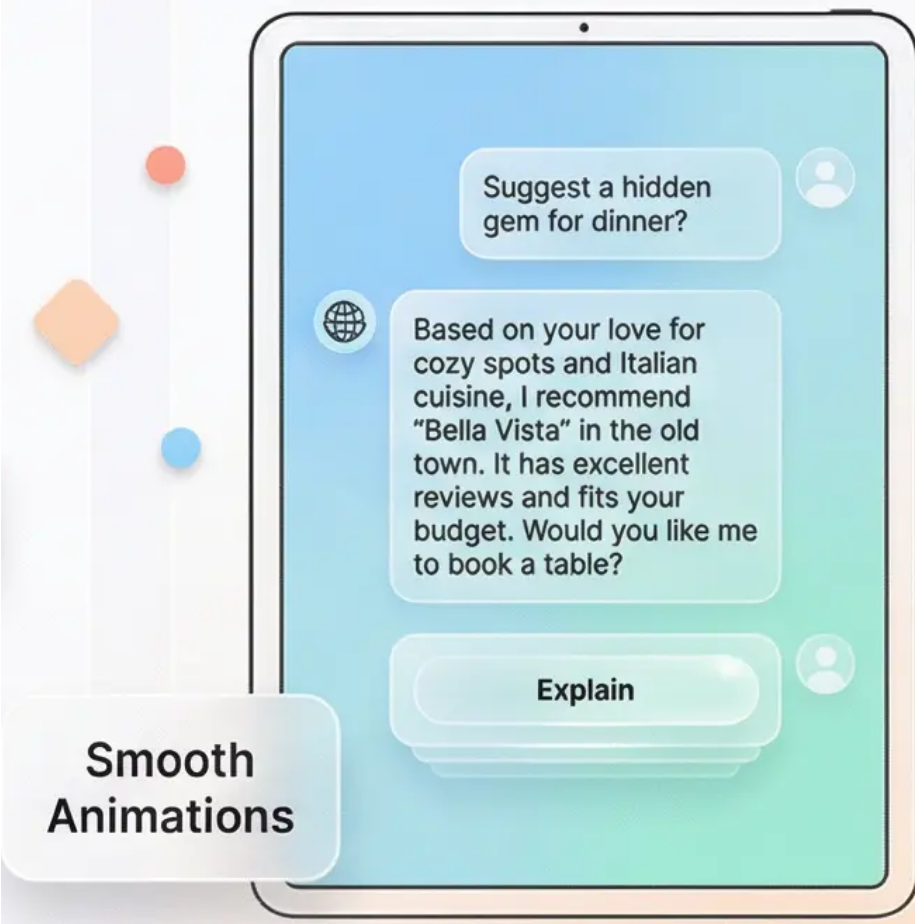 Suggest a hidden
gem for dinner?
Based on your love for
cozy spots and Italian
cuisine, I recommend
“Bella Vista” in the old
town. It has excellent
reviews and fits your
budget. Would you like me
to book a table?
Explain
Smooth
Animations